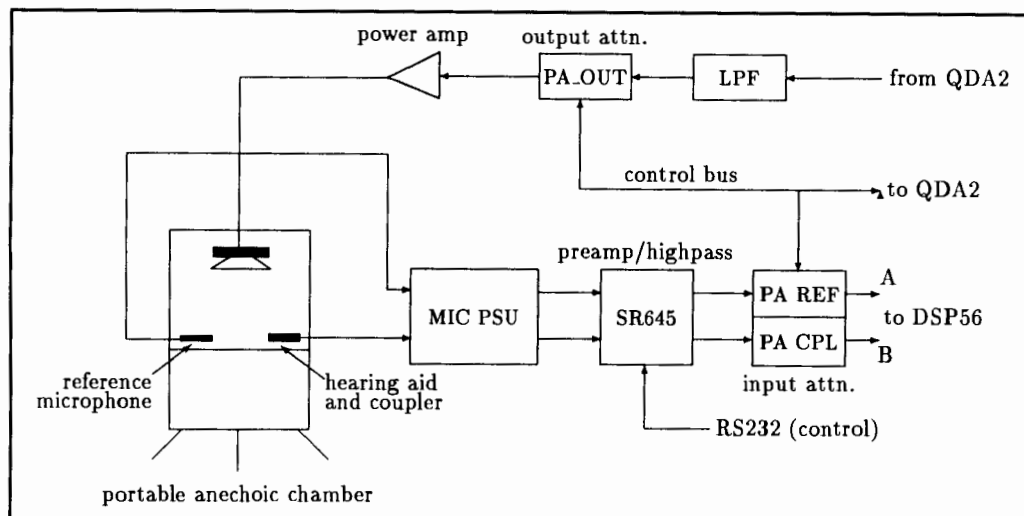 power amp
output attn.
PA_OUT
LPF
from QDA2
control bus
to QDA2
preamp/highpass
MIC PSU
SR645
PA REF
A
to DSP56
PA CPL
B
input attn.
reference
microphone
hearing aid
and coupler
RS232 (control)
portable anechoic chamber